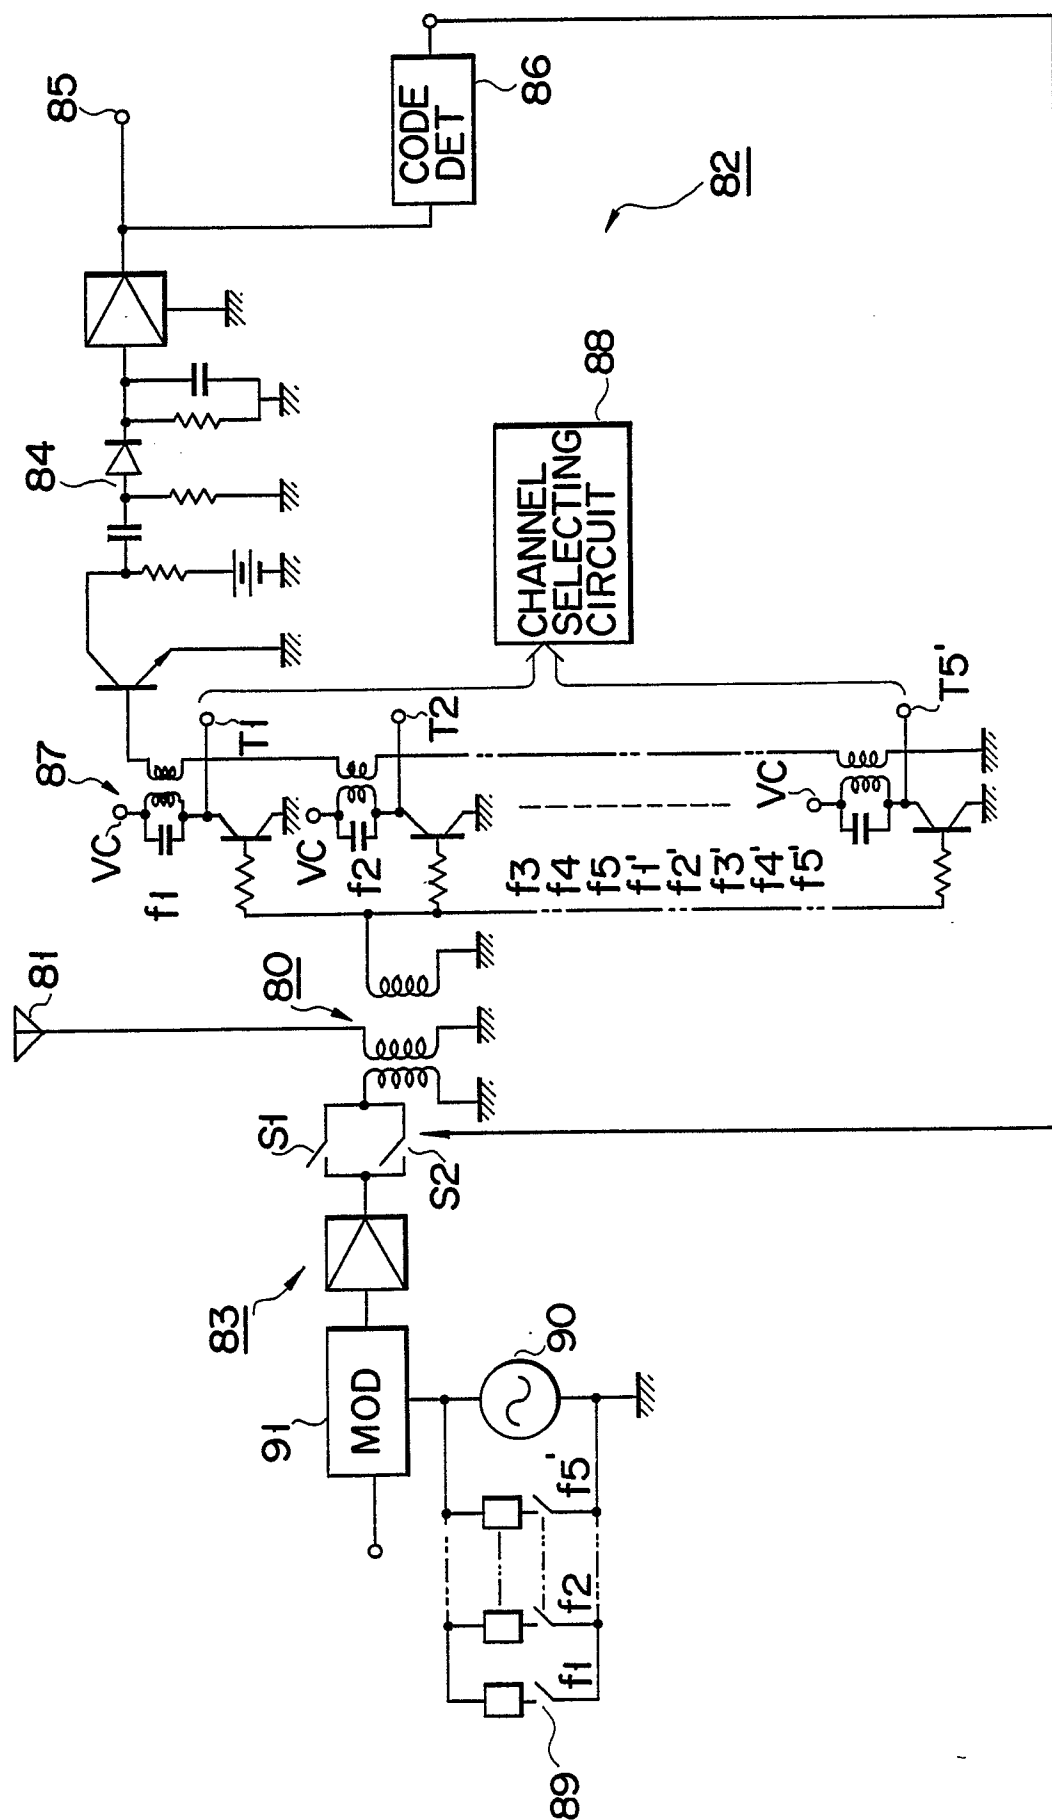 81
80
S1
S2
83
91
MOD
90
89
f1
f2
f5'
87
VC
f1
T1
VC
f2
T2
f3
f4
f5
f1'
f2'
f3'
f4'
f5'
VC
T5'
84
85
CODE
DET
86
82
88
CHANNEL
SELECTING
CIRCUIT